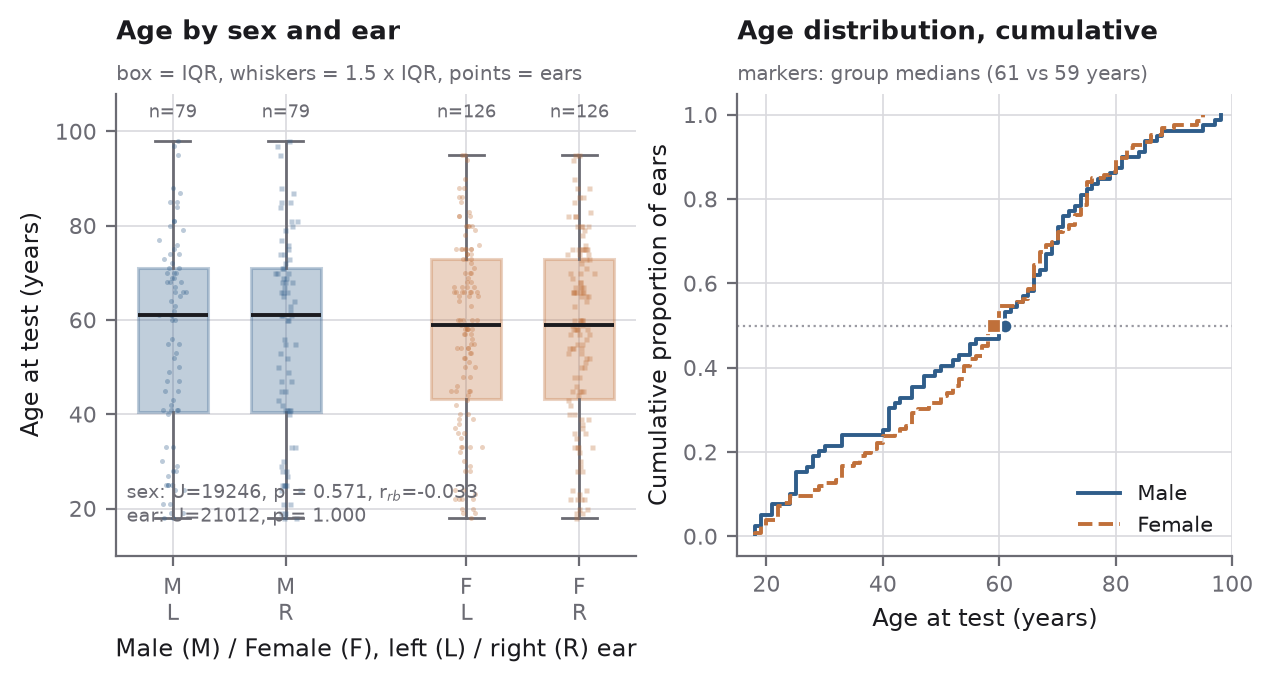 Age by sex and ear
box = IQR, whiskers = 1.5 x IQR, points = ears
n=79
n=79
n=126
n=126
100
80
60
40
20
Age at test (years)
sex: U=19246, p = 0.571, r_rb=-0.033
ear: U=21012, p = 1.000
M
L
M
R
F
L
F
R
Male (M) / Female (F), left (L) / right (R) ear
Age distribution, cumulative
markers: group medians (61 vs 59 years)
1.0
0.8
0.6
0.4
0.2
0.0
Cumulative proportion of ears
Male
Female
20
40
60
80
100
Age at test (years)